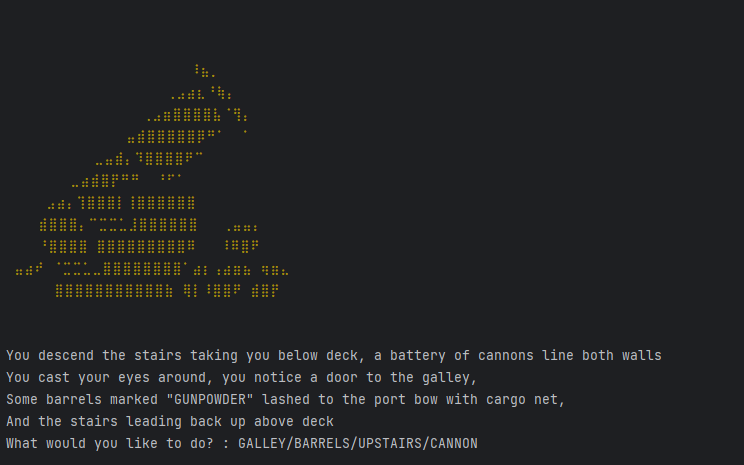 You descend the stairs taking you below deck, a battery of cannons line both walls
You cast your eyes around, you notice a door to the galley,
Some barrels marked "GUNPOWDER" lashed to the port bow with cargo net,
And the stairs leading back up above deck
What would you like to do? : GALLEY/BARRELS/UPSTAIRS/CANNON